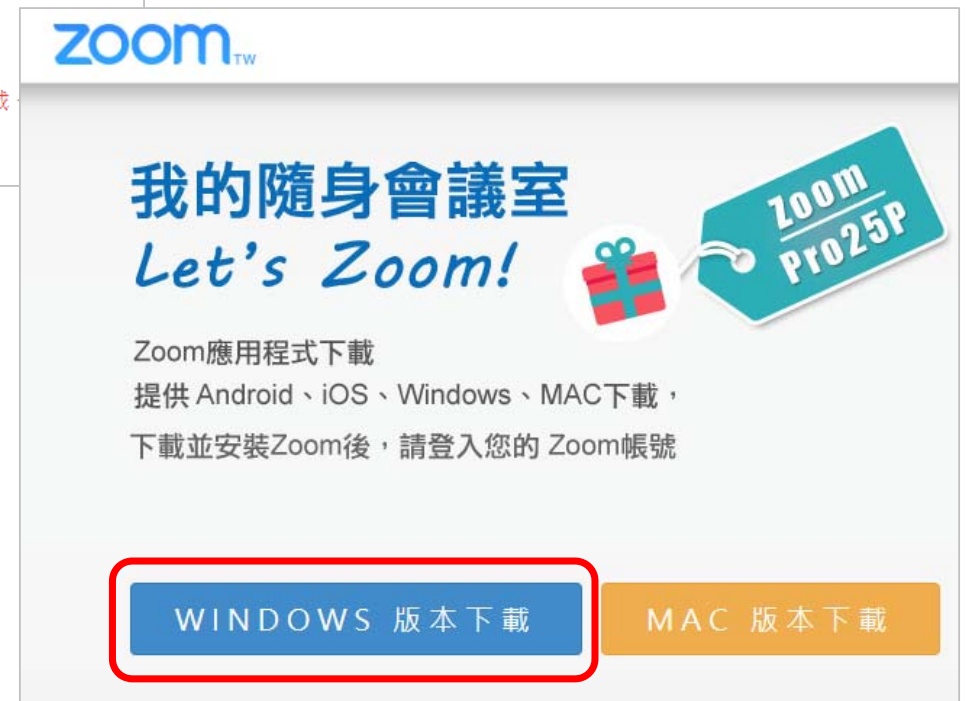 zoom TW
載、
我的隨身會議室
Let's Zoom!
Zoom
Pro25P
Zoom應用程式下載
提供 Android、iOS、Windows、MAC下載，
下載並安裝Zoom後，請登入您的 Zoom帳號
WINDOWS 版本下載
MAC 版本下載